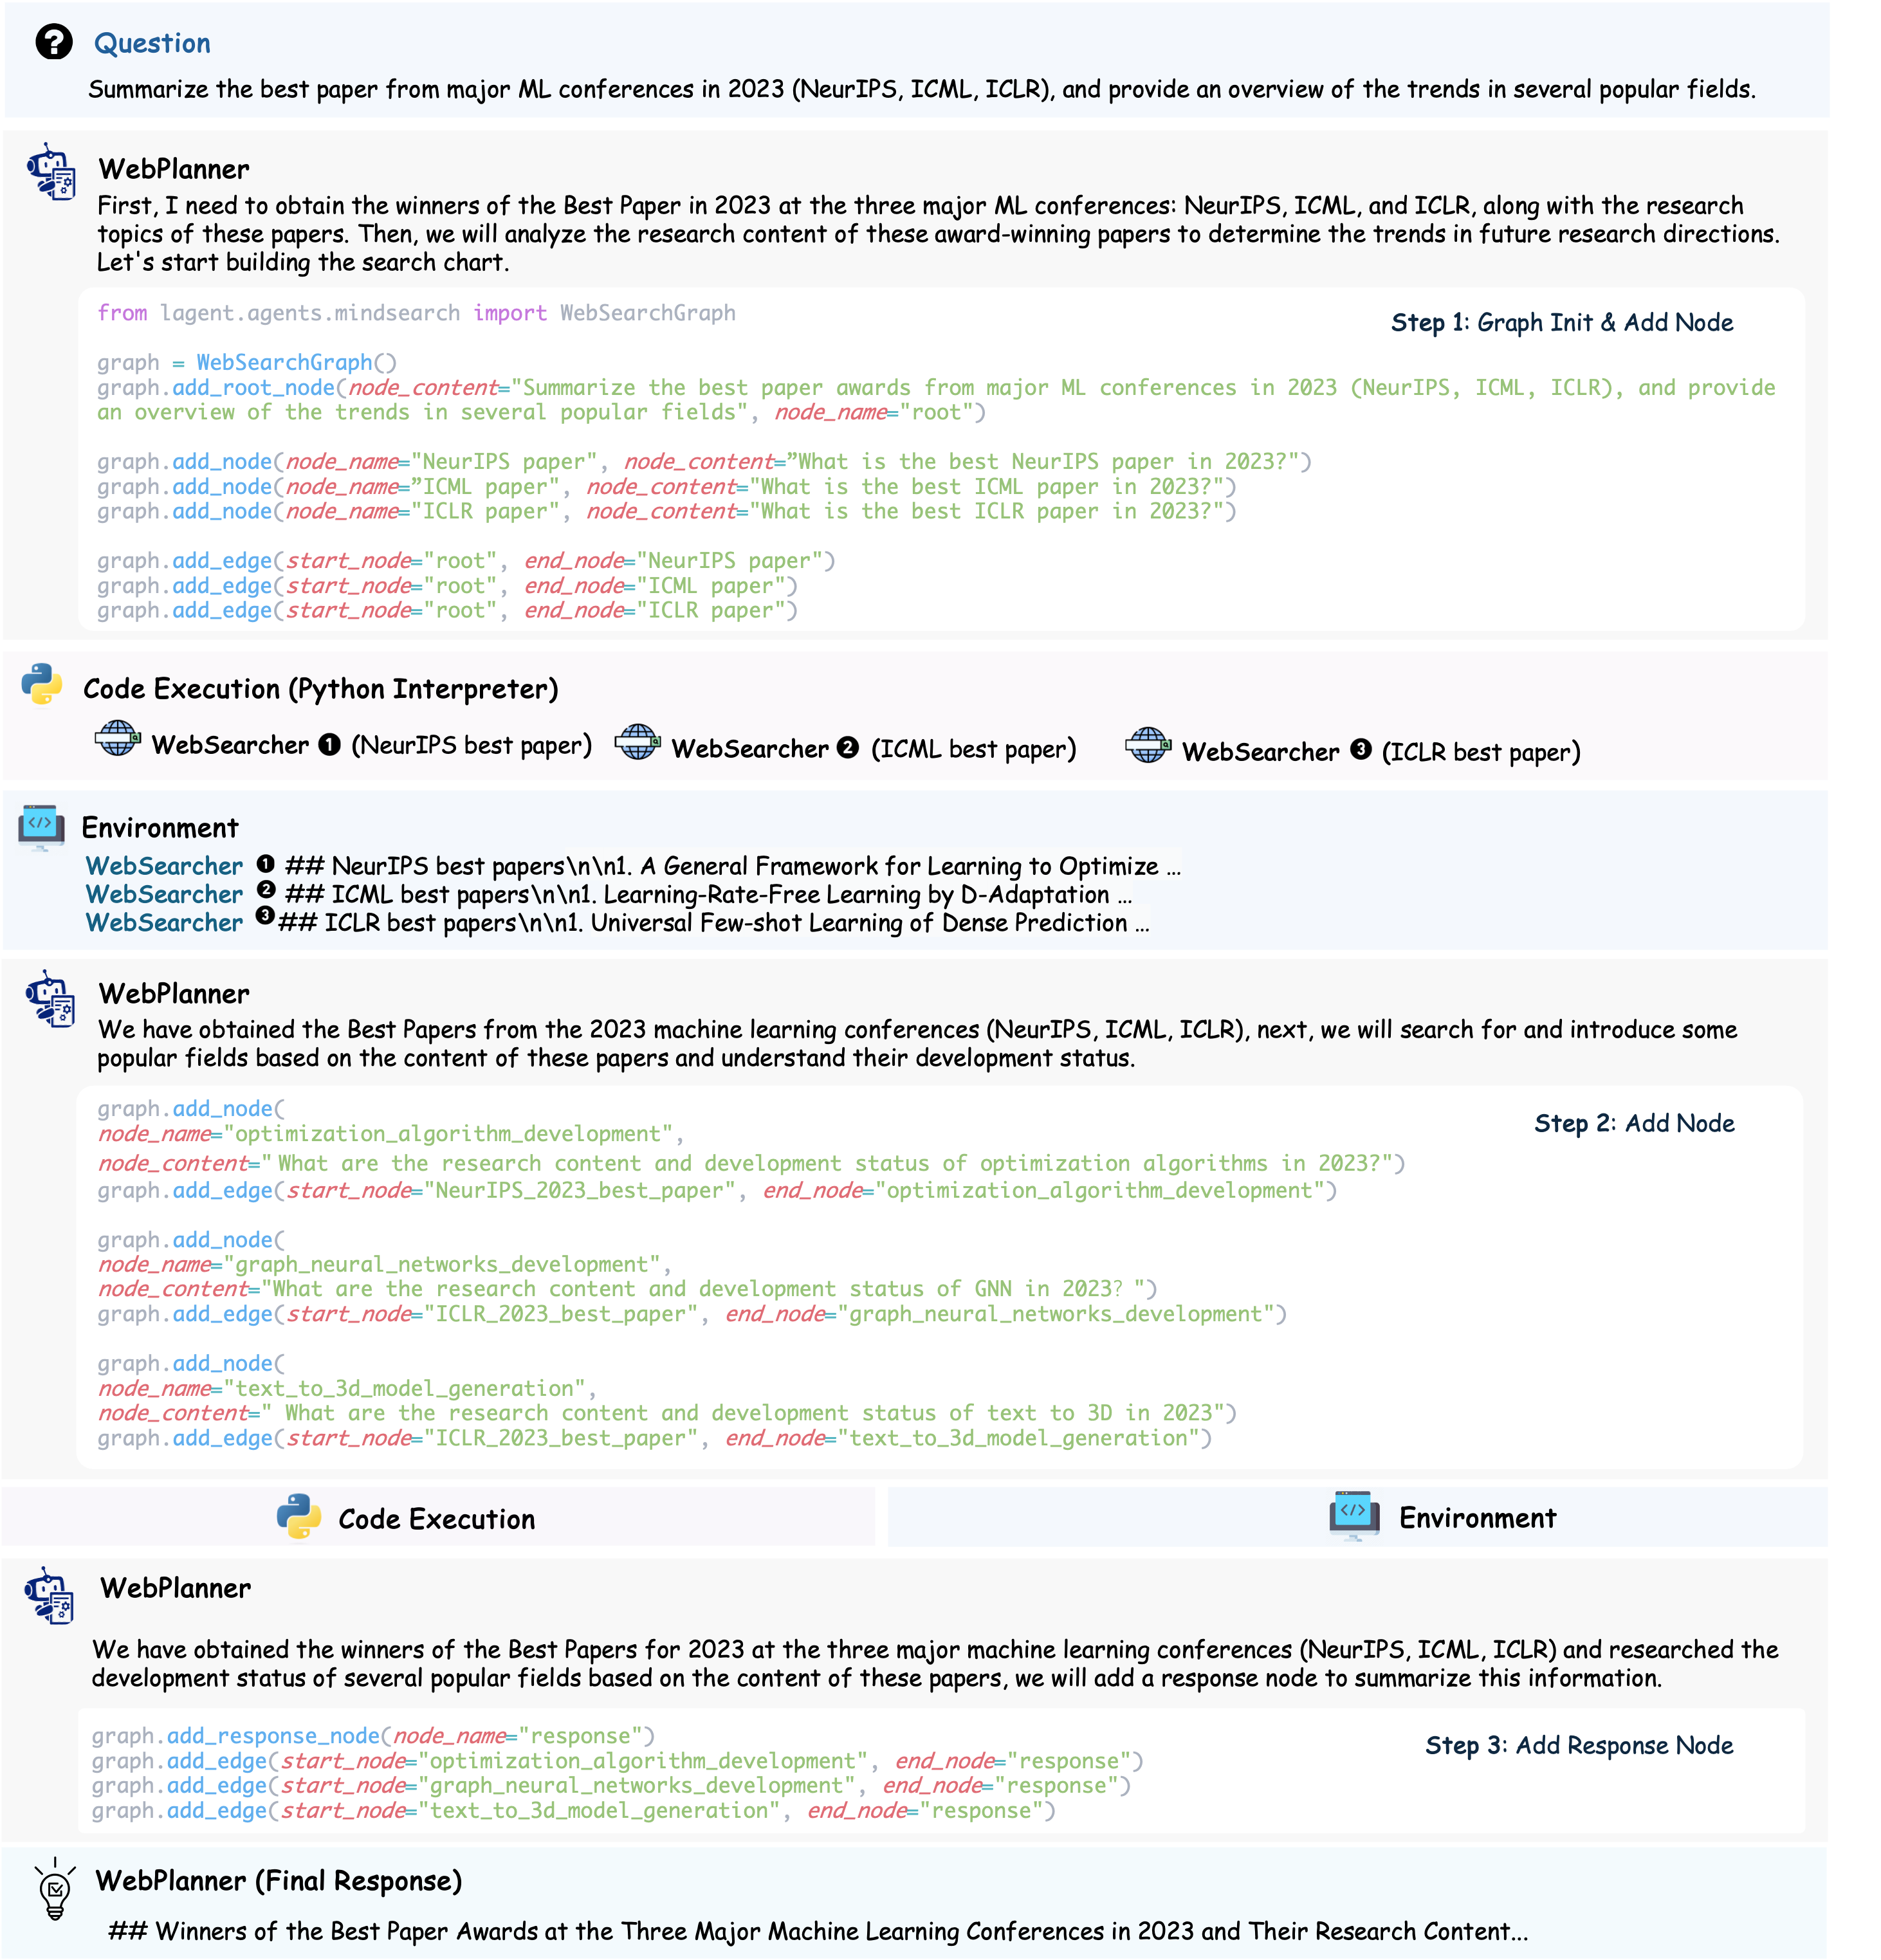 ?
Question
Summarize the best paper from major ML conferences in 2023 (NeurIPS, ICML, ICLR), and provide an overview of the trends in several popular fields.
WebPlanner
First, I need to obtain the winners of the Best Paper in 2023 at the three major ML conferences: NeurIPS, ICML, and ICLR, along with the research
topics of these papers. Then, we will analyze the research content of these award-winning papers to determine the trends in future research directions.
Let's start building the search chart.
from lagent.agents.mindsearch import WebSearchGraph
Step 1: Graph Init & Add Node
graph = WebSearchGraph()
graph.add_root_node(node_content="Summarize the best paper awards from major ML conferences in 2023 (NeurIPS, ICML, ICLR), and provide
an overview of the trends in several popular fields", node_name="root")
graph.add_node(node_name="NeurIPS paper", node_content=”What is the best NeurIPS paper in 2023?")
graph.add_node(node_name=”ICML paper", node_content="What is the best ICML paper in 2023?")
graph.add_node(node_name="ICLR paper", node_content="What is the best ICLR paper in 2023?")
graph.add_edge(start_node="root", end_node="NeurIPS paper")
graph.add_edge(start_node="root", end_node="ICML paper")
graph.add_edge(start_node="root", end_node="ICLR paper")
Code Execution (Python Interpreter)
WebSearcher ❶ (NeurIPS best paper) WebSearcher ❷ (ICML best paper) WebSearcher ❸ (ICLR best paper)
</> Environment
WebSearcher ❶ ## NeurIPS best papers\n\n1. A General Framework for Learning to Optimize ...
WebSearcher ❷ ## ICML best papers\n\n1. Learning-Rate-Free Learning by D-Adaptation ...
WebSearcher ❸ ## ICLR best papers\n\n1. Universal Few-shot Learning of Dense Prediction ...
WebPlanner
We have obtained the Best Papers from the 2023 machine learning conferences (NeurIPS, ICML, ICLR), next, we will search for and introduce some
popular fields based on the content of these papers and understand their development status.
graph.add_node(
Step 2: Add Node
node_name="optimization_algorithm_development",
node_content=" What are the research content and development status of optimization algorithms in 2023?")
graph.add_edge(start_node="NeurIPS_2023_best_paper", end_node="optimization_algorithm_development")
graph.add_node(
node_name="graph_neural_networks_development",
node_content="What are the research content and development status of GNN in 2023? ")
graph.add_edge(start_node="ICLR_2023_best_paper", end_node="graph_neural_networks_development")
graph.add_node(
node_name="text_to_3d_model_generation",
node_content=" What are the research content and development status of text to 3D in 2023")
graph.add_edge(start_node="ICLR_2023_best_paper", end_node="text_to_3d_model_generation")
Code Execution
</> Environment
WebPlanner
We have obtained the winners of the Best Papers for 2023 at the three major machine learning conferences (NeurIPS, ICML, ICLR) and researched the
development status of several popular fields based on the content of these papers, we will add a response node to summarize this information.
graph.add_response_node(node_name="response")
Step 3: Add Response Node
graph.add_edge(start_node="optimization_algorithm_development", end_node="response")
graph.add_edge(start_node="graph_neural_networks_development", end_node="response")
graph.add_edge(start_node="text_to_3d_model_generation", end_node="response")
WebPlanner (Final Response)
## Winners of the Best Paper Awards at the Three Major Machine Learning Conferences in 2023 and Their Research Content...